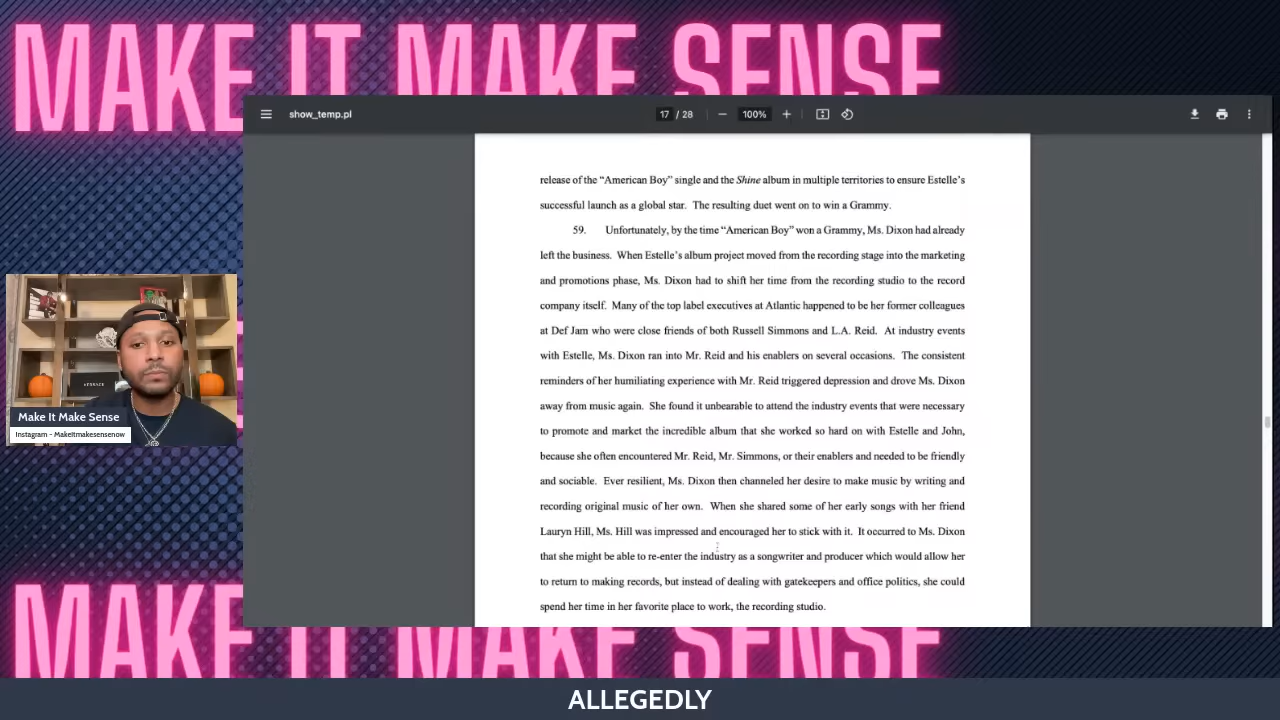 MAKE IT MAKE SENSE
show_temp.pl
17 / 28
100%
release of the “American Boy” single and the Shine album in multiple territories to ensure Estelle’s
successful launch as a global star. The resulting duet went on to win a Grammy.
59. Unfortunately, by the time “American Boy” won a Grammy, Ms. Dixon had already
left the business. When Estelle’s album project moved from the recording stage into the marketing
and promotions phase, Ms. Dixon had to shift her time from the recording studio to the record
company itself. Many of the top label executives at Atlantic happened to be her former colleagues
at Def Jam who were close friends of both Russell Simmons and L.A. Reid. At industry events
with Estelle, Ms. Dixon ran into Mr. Reid and his enablers on several occasions. The consistent
reminders of her humiliating experience with Mr. Reid triggered depression and drove Ms. Dixon
away from music again. She found it unbearable to attend the industry events that were necessary
to promote and market the incredible album that she worked so hard on with Estelle and John,
because she often encountered Mr. Reid, Mr. Simmons, or their enablers and needed to be friendly
and sociable. Ever resilient, Ms. Dixon then channeled her desire to make music by writing and
recording original music of her own. When she shared some of her early songs with her friend
Lauryn Hill, Ms. Hill was impressed and encouraged her to stick with it. It occurred to Ms. Dixon
that she might be able to re-enter the industry as a songwriter and producer which would allow her
to return to making records, but instead of dealing with gatekeepers and office politics, she could
spend her time in her favorite place to work, the recording studio.
Make It Make Sense
Instagram - Makeitmakesensenow
MAKE IT MAKE SENSE
ALLEGEDLY